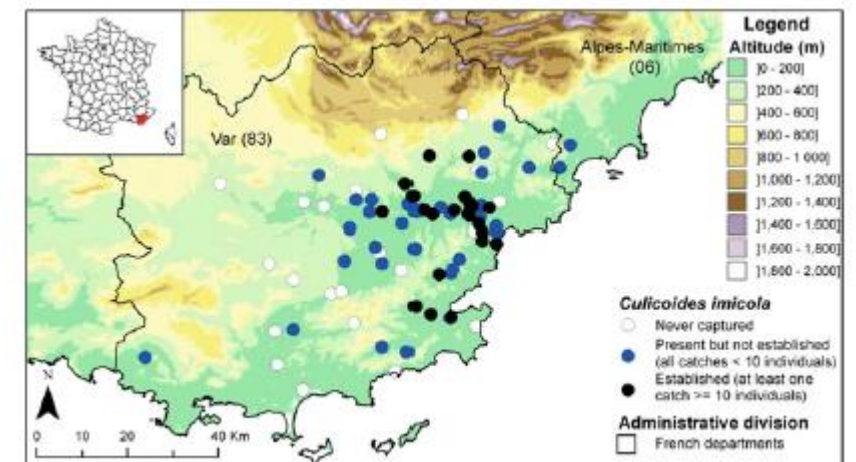 Legend
Altitude (m)
]0 - 200]
]200 - 400]
]400 - 600]
]600 - 800]
]800 - 1 000]
]1,000 - 1,200]
]1,200 - 1,400]
]1,400 - 1,600]
]1,600 - 1,800]
]1,800 - 2,000]
Alpes-Maritimes
(06)
Var (83)
Culicoides imicola
Never captured
Present but not established
(all catches < 10 individuals)
Established (at least one
catch >= 10 individuals)
Administrative division
French departments
N
0 10 20 40 Km